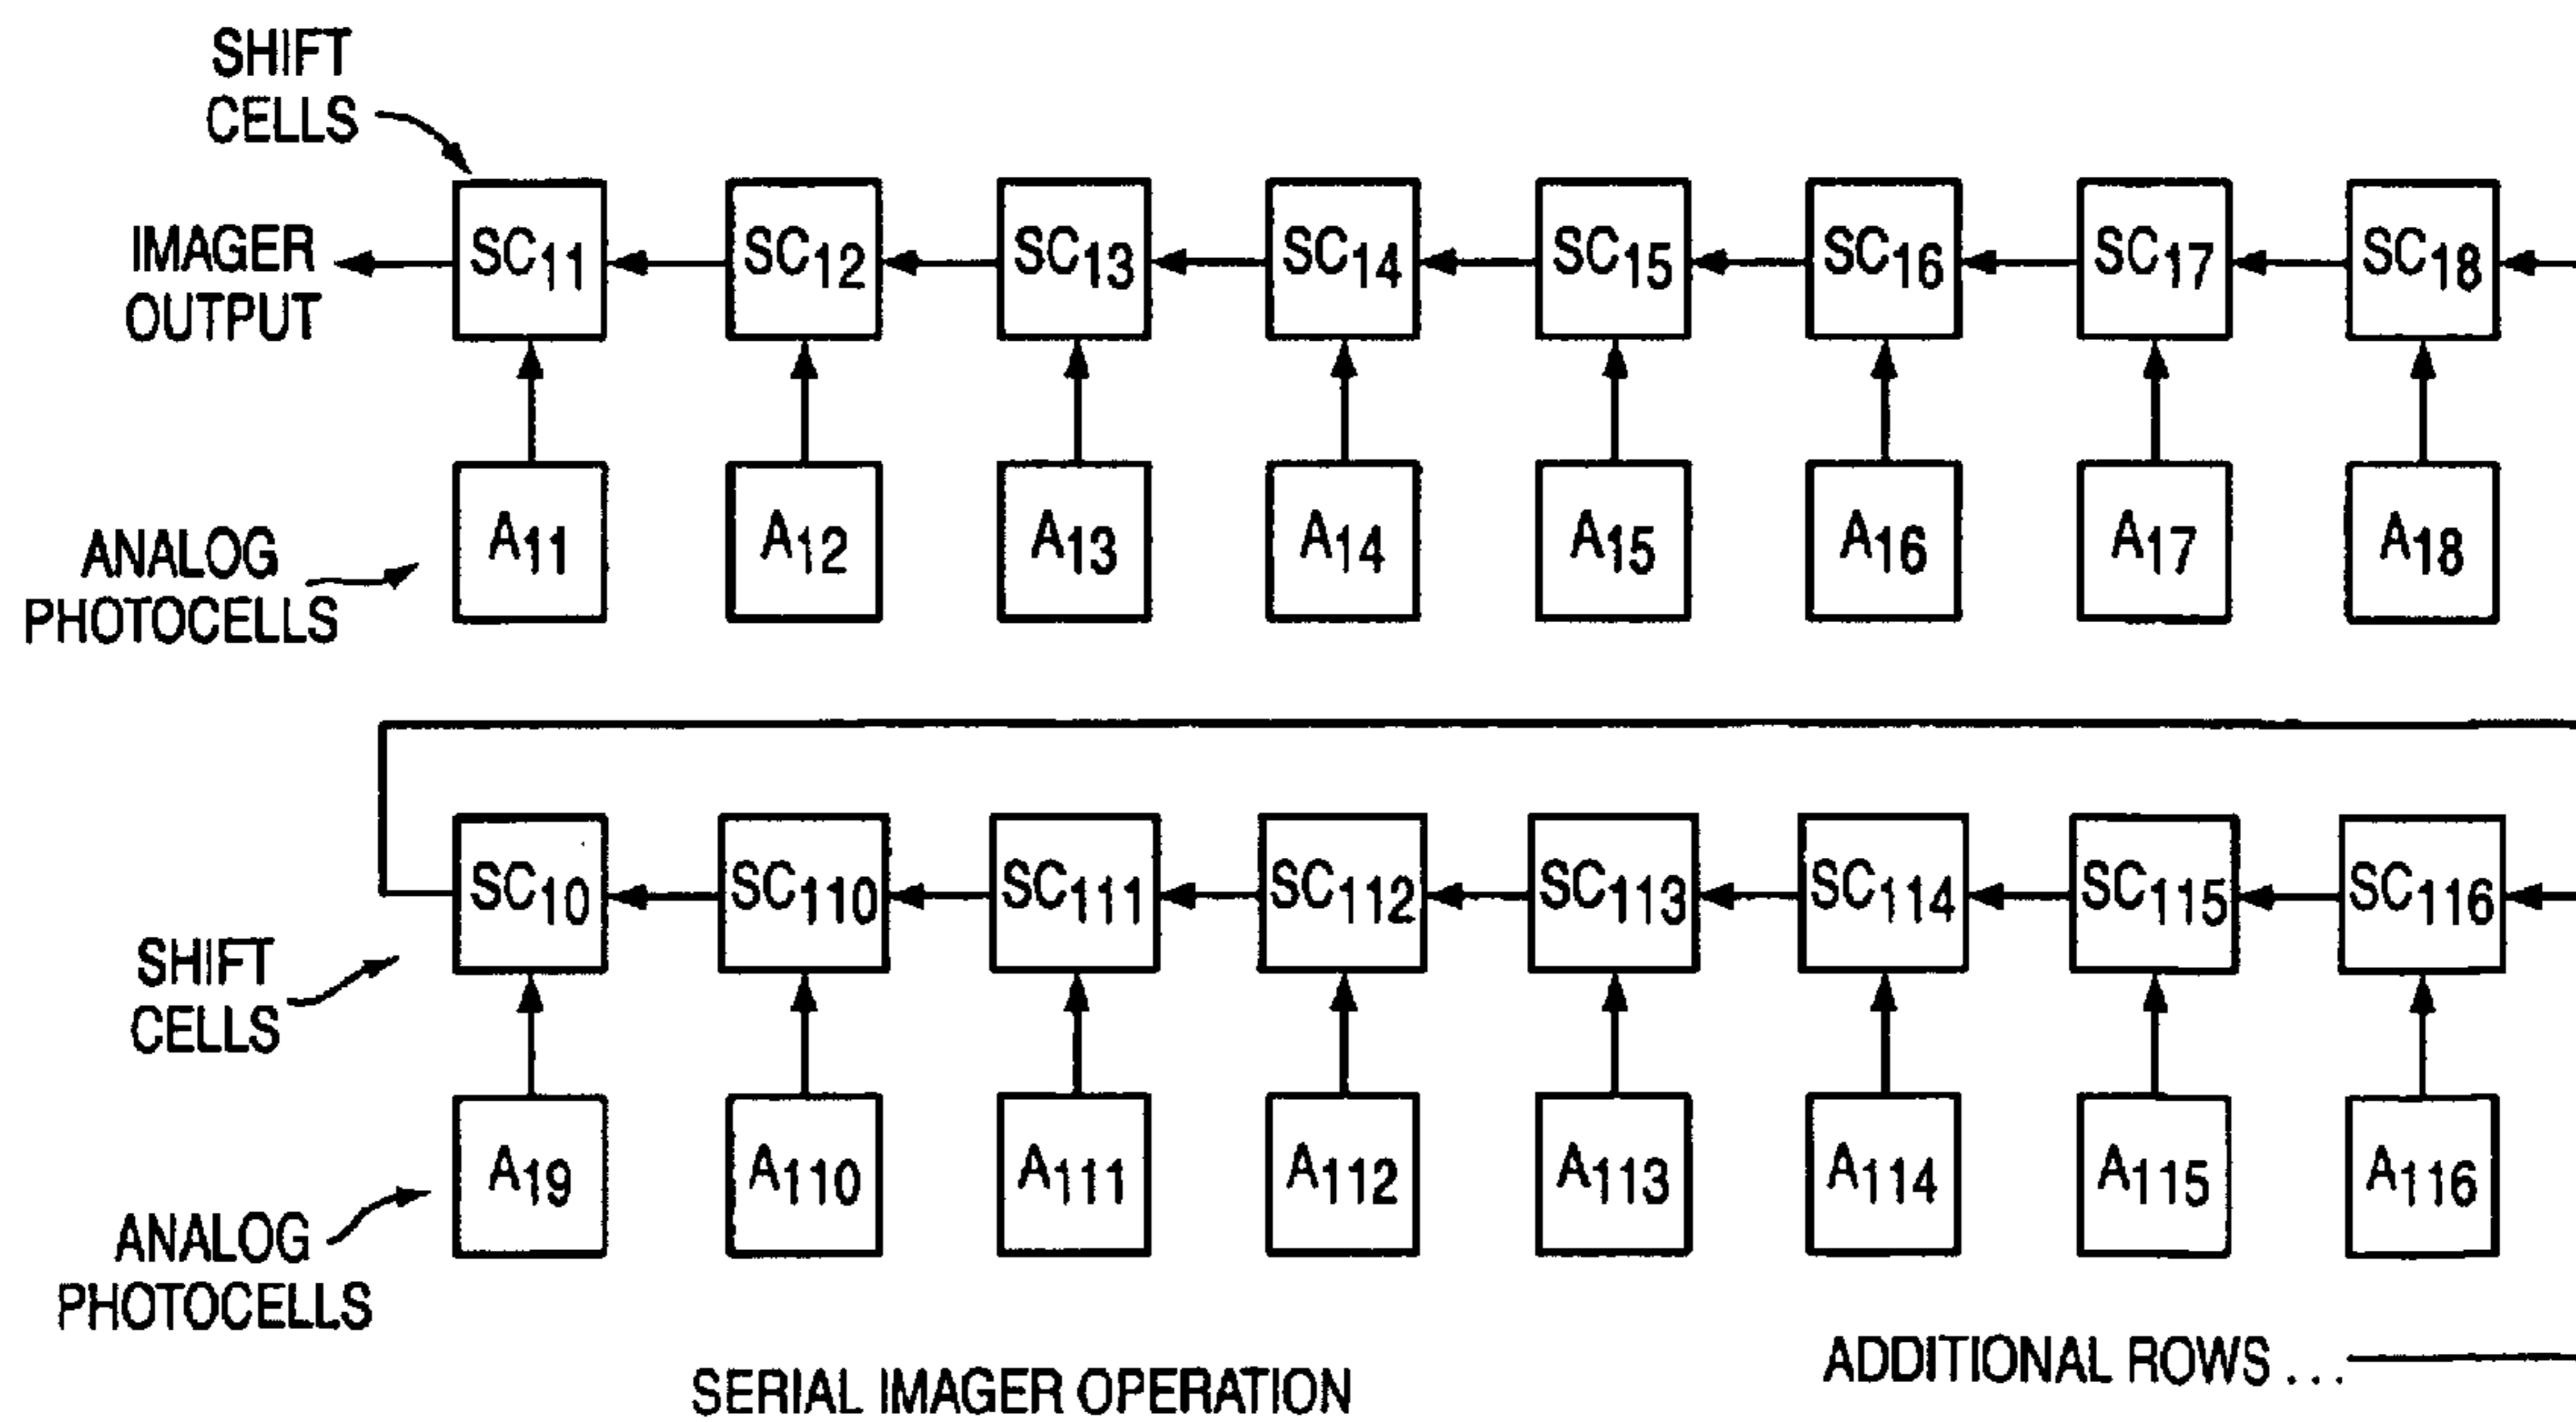 SHIFT
CELLS
IMAGER
OUTPUT
SC11 SC12 SC13 SC14 SC15 SC16 SC17 SC18
ANALOG
PHOTOCELLS
A11 A12 A13 A14 A15 A16 A17 A18
SC10 SC110 SC111 SC112 SC113 SC114 SC115 SC116
SHIFT
CELLS
A19 A110 A111 A112 A113 A114 A115 A116
ANALOG
PHOTOCELLS
SERIAL IMAGER OPERATION
ADDITIONAL ROWS ...